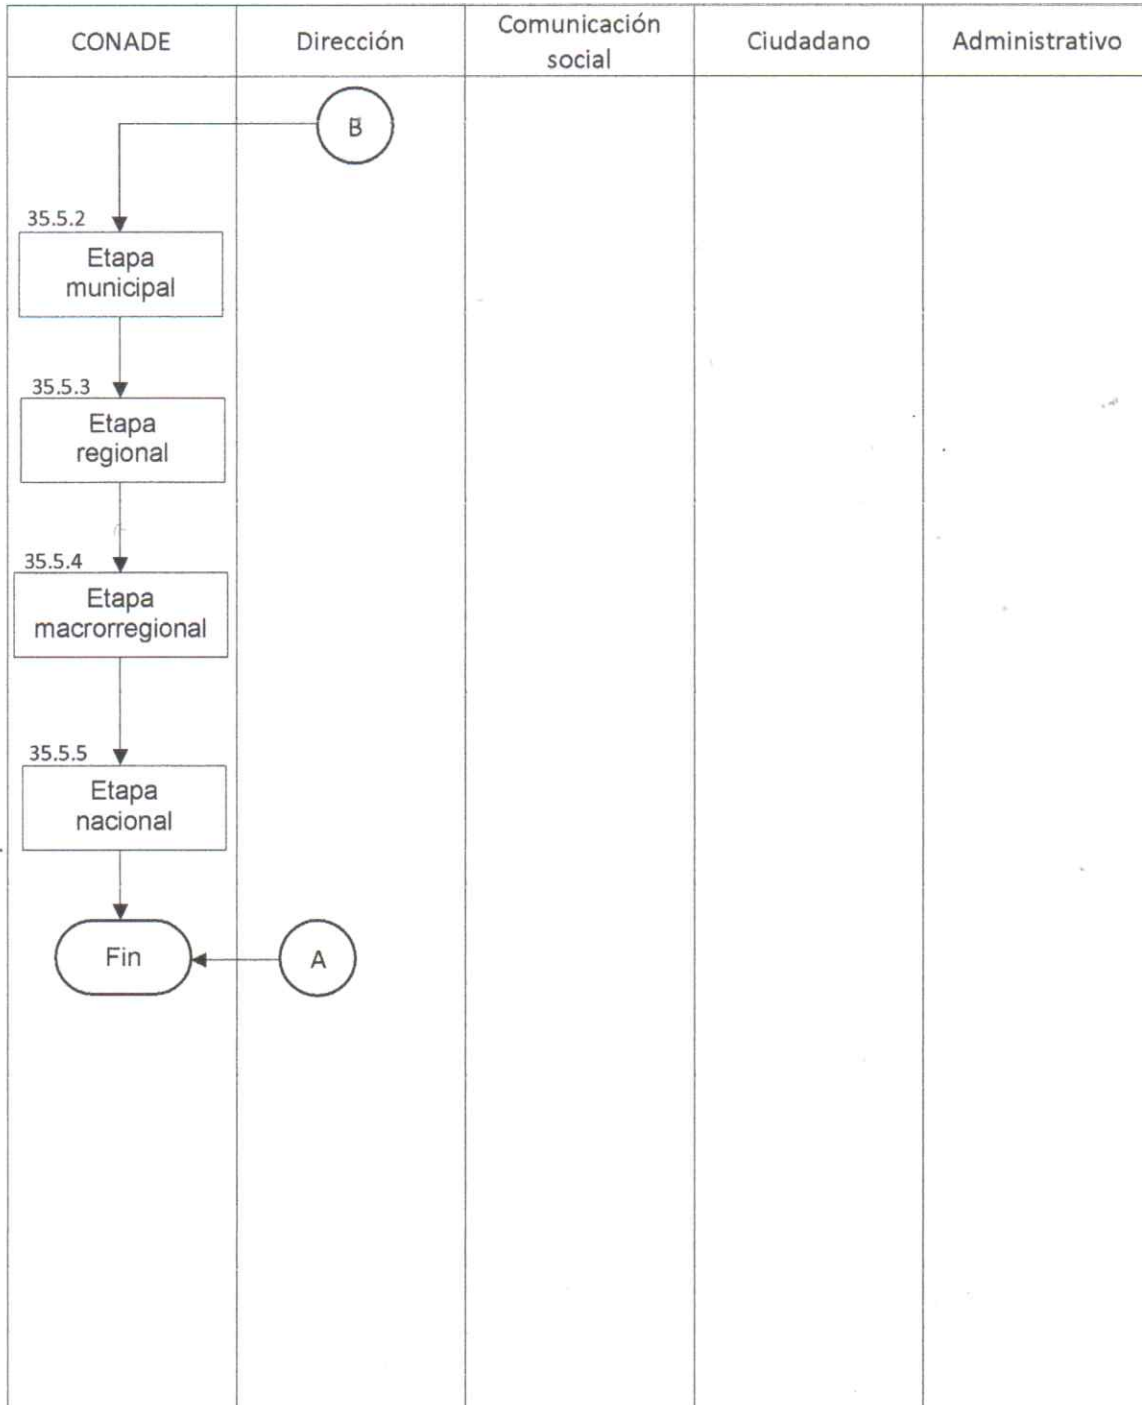 CONADE
Dirección
Comunicación
social
Ciudadano
Administrativo
B
35.5.2
Etapa
municipal
35.5.3
Etapa
regional
35.5.4
Etapa
macrorregional
35.5.5
Etapa
nacional
Fin
A